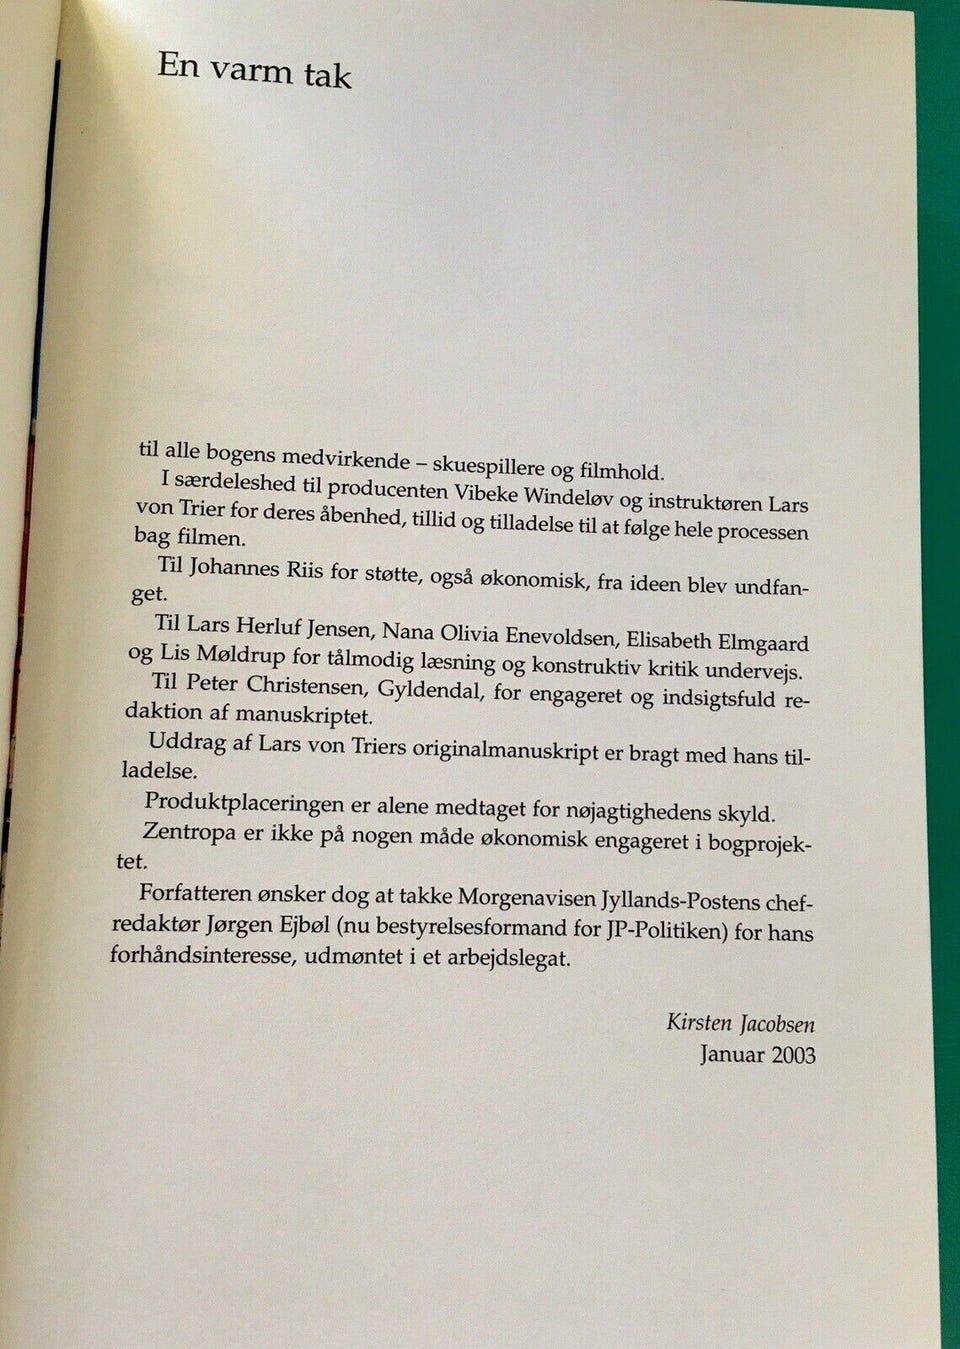 En varm tak
til alle bogens medvirkende – skuespillere og filmhold.
I særdeleshed til producenten Vibeke Windeløv og instruktøren Lars
von Trier for deres åbenhed, tillid og tilladelse til at følge hele processen
bag filmen.
Til Johannes Riis for støtte, også økonomisk, fra ideen blev undfan-
get.
Til Lars Herluf Jensen, Nana Olivia Enevoldsen, Elisabeth Elmgaard
og Lis Møldrup for tålmodig læsning og konstruktiv kritik undervejs.
Til Peter Christensen, Gyldendal, for engageret og indsigtsfuld re-
daktion af manuskriptet.
Uddrag af Lars von Triers originalmanuskript er bragt med hans til-
ladelse.
Produktplaceringen er alene medtaget for nøjagtighedens skyld.
Zentropa er ikke på nogen måde økonomisk engageret i bogprojek-
tet.
Forfatteren ønsker dog at takke Morgenavisen Jyllands-Postens chef-
redaktør Jørgen Ejbøl (nu bestyrelsesformand for JP-Politiken) for hans
forhåndsinteresse, udmøntet i et arbejdslegat.
Kirsten Jacobsen
Januar 2003